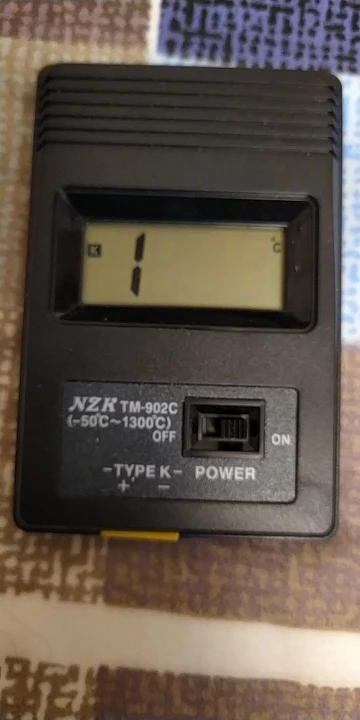 K 1 °C
NZK TM-902C
(-50°C~1300°C)
OFF ON
-TYPE K- POWER
+ -